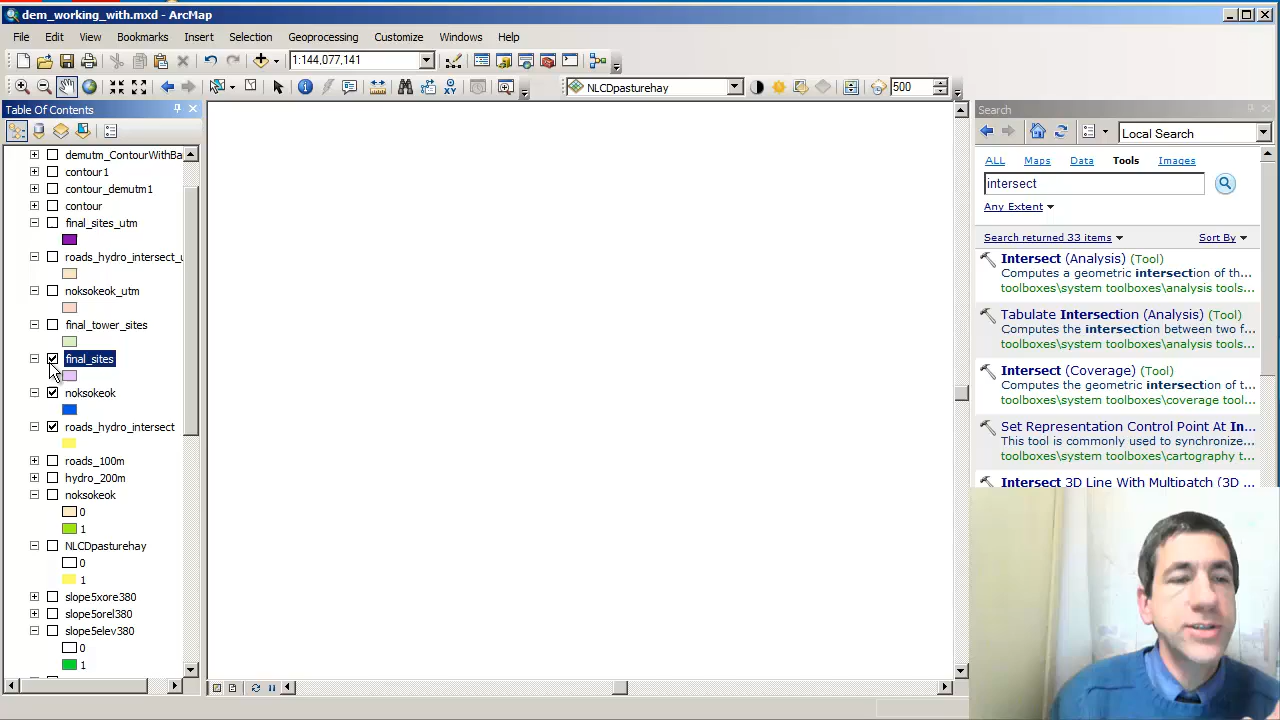 dem_working_with.mxd - ArcMap
File Edit View Bookmarks Insert Selection Geoprocessing Customize Windows Help
1:144,077,141
NLCDpasturehay
500
Table Of Contents
demutm_ContourWithBa
contour1
contour_demutm1
contour
final_sites_utm
roads_hydro_intersect_u
noksokeok_utm
final_tower_sites
final_sites
noksokeok
roads_hydro_intersect
roads_100m
hydro_200m
noksokeok
0
1
NLCDpasturehay
0
1
slope5xore380
slope5orel380
slope5elev380
0
1
Search
Local Search
ALL Maps Data Tools Images
intersect
Any Extent
Search returned 33 items Sort By
Intersect (Analysis) (Tool)
Computes a geometric intersection of th...
toolboxes\system toolboxes\analysis tools...
Tabulate Intersection (Analysis) (Tool)
Computes the intersection between two f...
toolboxes\system toolboxes\analysis tools...
Intersect (Coverage) (Tool)
Computes the geometric intersection of t...
toolboxes\system toolboxes\coverage tool...
Set Representation Control Point At In...
This tool is commonly used to synchronize...
toolboxes\system toolboxes\cartography t...
Intersect 3D Line With Multipatch (3D ...